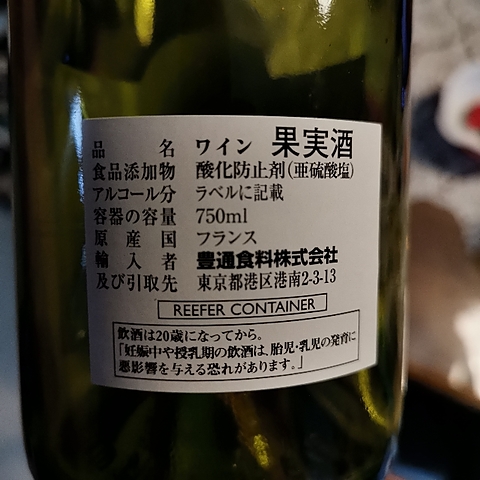 品名 ワイン 果実酒
食品添加物 酸化防止剤(亜硫酸塩)
アルコール分 ラベルに記載
容器の容量 750ml
原産国 フランス
輸入者 豊通食料株式会社
及び引取先 東京都港区港南2-3-13
REEFER CONTAINER
飲酒は20歳になってから。
「妊娠中や授乳期の飲酒は、胎児・乳児の発育に
悪影響を与える恐れがあります。」